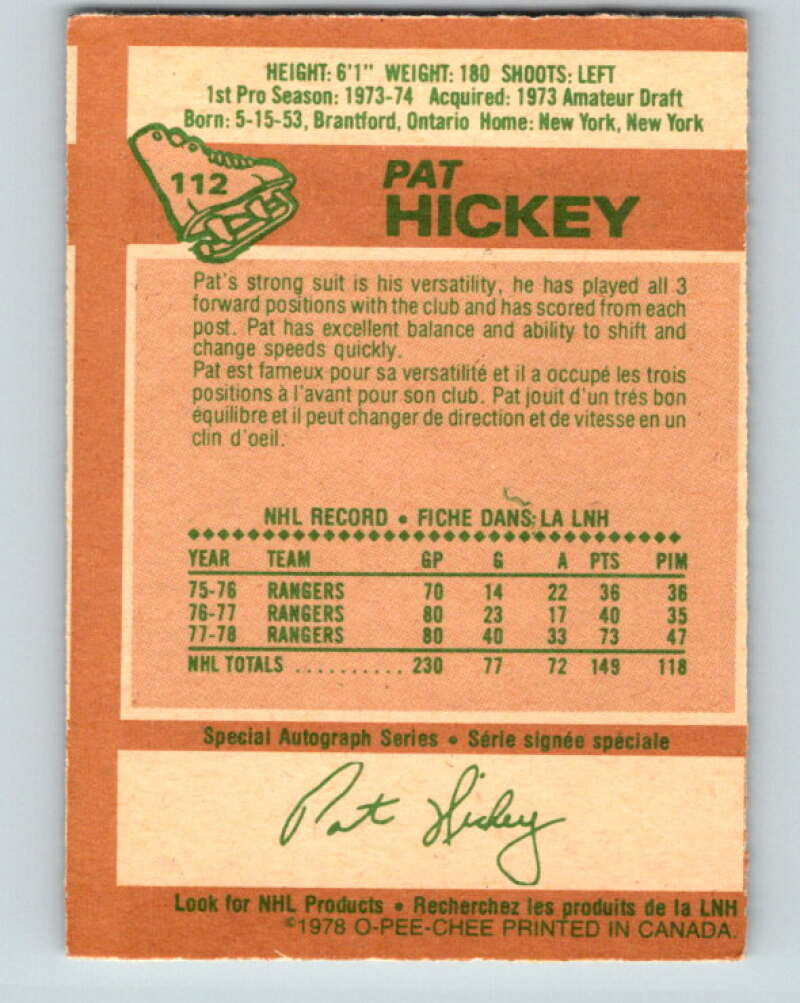 HEIGHT: 6'1" WEIGHT: 180 SHOOTS: LEFT
1st Pro Season: 1973-74 Acquired: 1973 Amateur Draft
Born: 5-15-53, Brantford, Ontario Home: New York, New York
112
PAT
HICKEY
Pat's strong suit is his versatility, he has played all 3
forward positions with the club and has scored from each
post. Pat has excellent balance and ability to shift and
change speeds quickly.
Pat est fameux pour sa versatilité et il a occupé les trois
positions à l'avant pour son club. Pat jouit d'un trés bon
équilibre et il peut changer de direction et de vitesse en un
clin d'oeil.
NHL RECORD • FICHE DANS LA LNH
YEAR TEAM GP G A PTS PIM
75-76 RANGERS 70 14 22 36 36
76-77 RANGERS 80 23 17 40 35
77-78 RANGERS 80 40 33 73 47
NHL TOTALS .......... 230 77 72 149 118
Special Autograph Series • Série signée spéciale
Pat Hickey
Look for NHL Products • Recherchez les produits de la LNH
©1978 O-PEE-CHEE PRINTED IN CANADA.